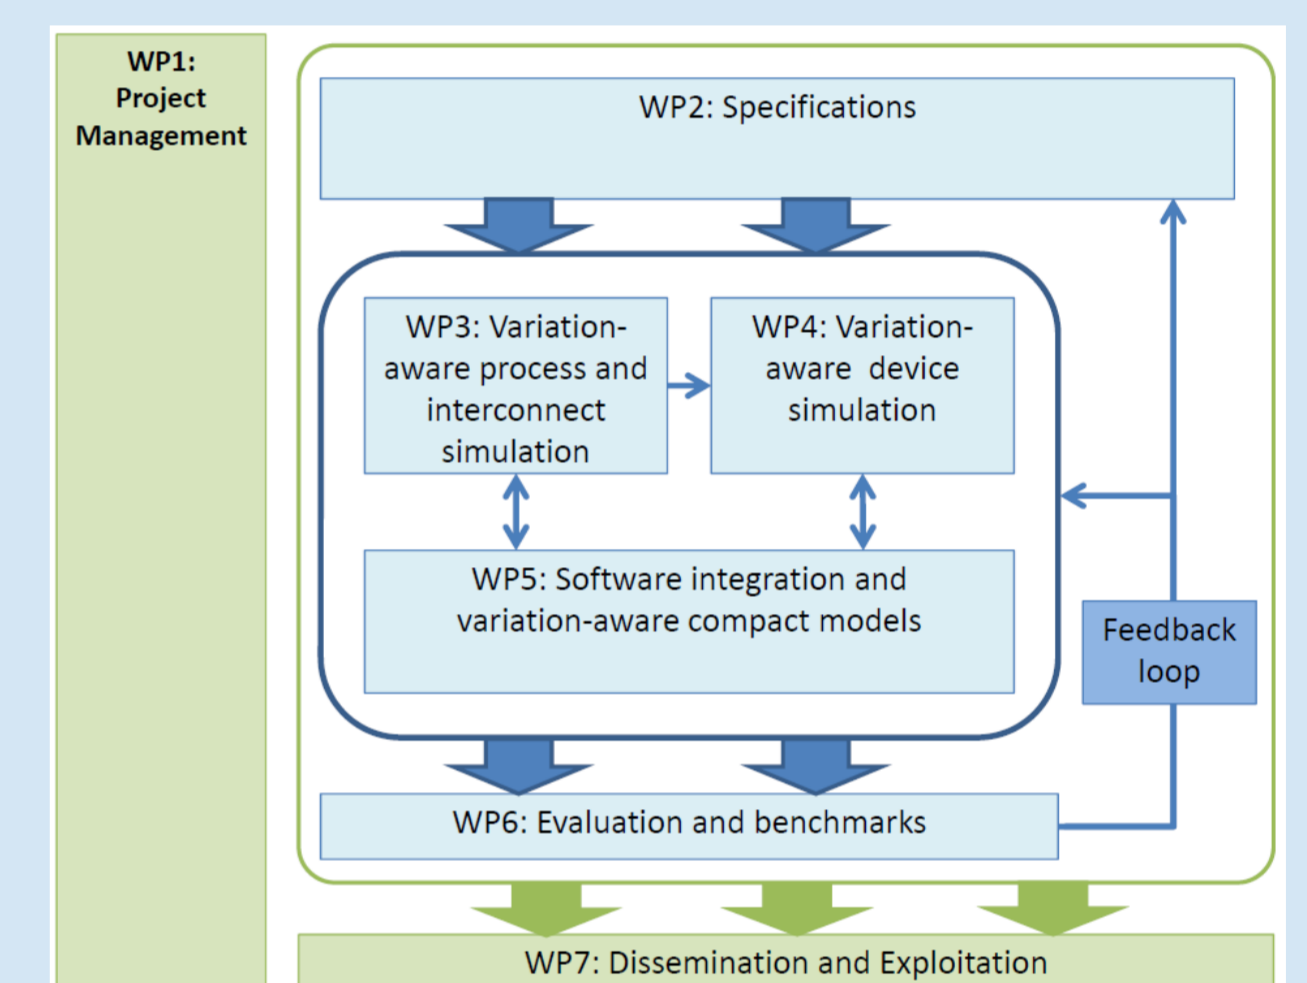 WP1:
Project
Management
WP2: Specifications
WP3: Variation-
aware process and
interconnect
simulation
WP4: Variation-
aware device
simulation
WP5: Software integration and
variation-aware compact models
Feedback
loop
WP6: Evaluation and benchmarks
WP7: Dissemination and Exploitation